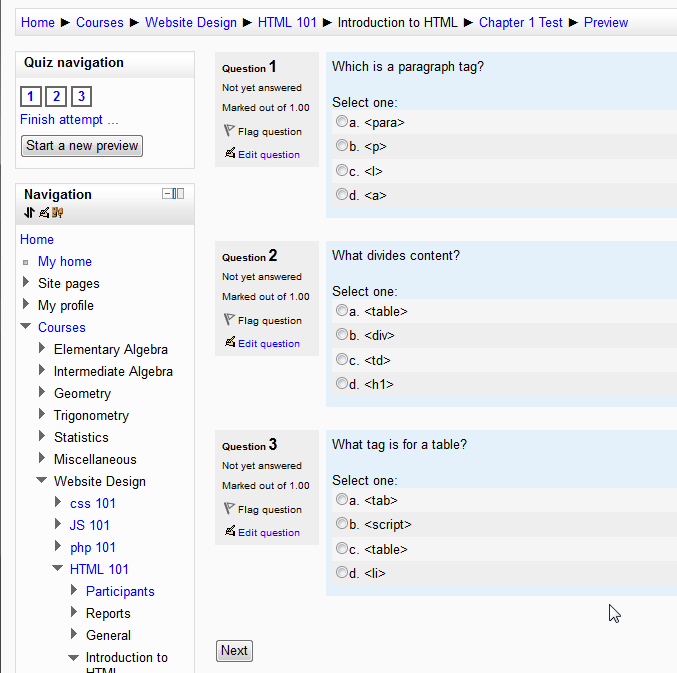 Home ► Courses ► Website Design ► HTML 101 ► Introduction to HTML ► Chapter 1 Test ► Preview
Quiz navigation
1 2 3
Finish attempt ...
Start a new preview
Navigation
Home
My home
Site pages
My profile
Courses
Elementary Algebra
Intermediate Algebra
Geometry
Trigonometry
Statistics
Miscellaneous
Website Design
css 101
JS 101
php 101
HTML 101
Participants
Reports
General
Introduction to
HTML
Question 1
Not yet answered
Marked out of 1.00
Flag question
Edit question
Which is a paragraph tag?
Select one:
a. <para>
b. <p>
c. <l>
d. <a>
Question 2
Not yet answered
Marked out of 1.00
Flag question
Edit question
What divides content?
Select one:
a. <table>
b. <div>
c. <td>
d. <h1>
Question 3
Not yet answered
Marked out of 1.00
Flag question
Edit question
What tag is for a table?
Select one:
a. <tab>
b. <script>
c. <table>
d. <li>
Next